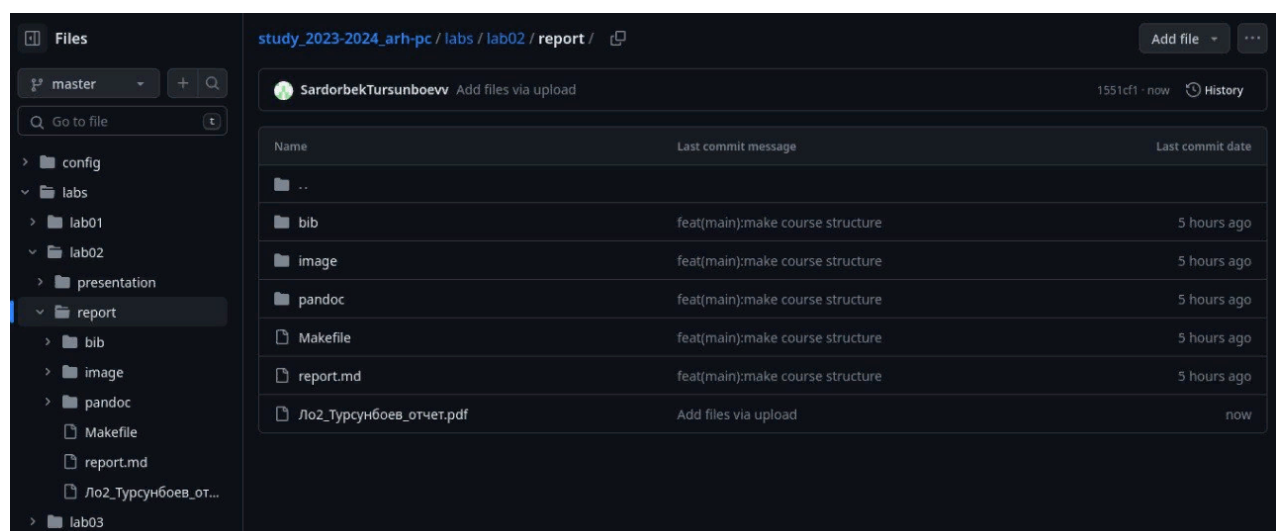 Files
master
Go to file
t
config
labs
lab01
lab02
presentation
report
bib
image
pandoc
Makefile
report.md
Ло2_Турсунбоев_от...
lab03
study_2023-2024_arh-pc / labs / lab02 / report /
Add file
SardorbekTursunboevv Add files via upload
1551cf1 · now History
Name Last commit message Last commit date
..
bib feat(main):make course structure 5 hours ago
image feat(main):make course structure 5 hours ago
pandoc feat(main):make course structure 5 hours ago
Makefile feat(main):make course structure 5 hours ago
report.md feat(main):make course structure 5 hours ago
Ло2_Турсунбоев_отчет.pdf Add files via upload now